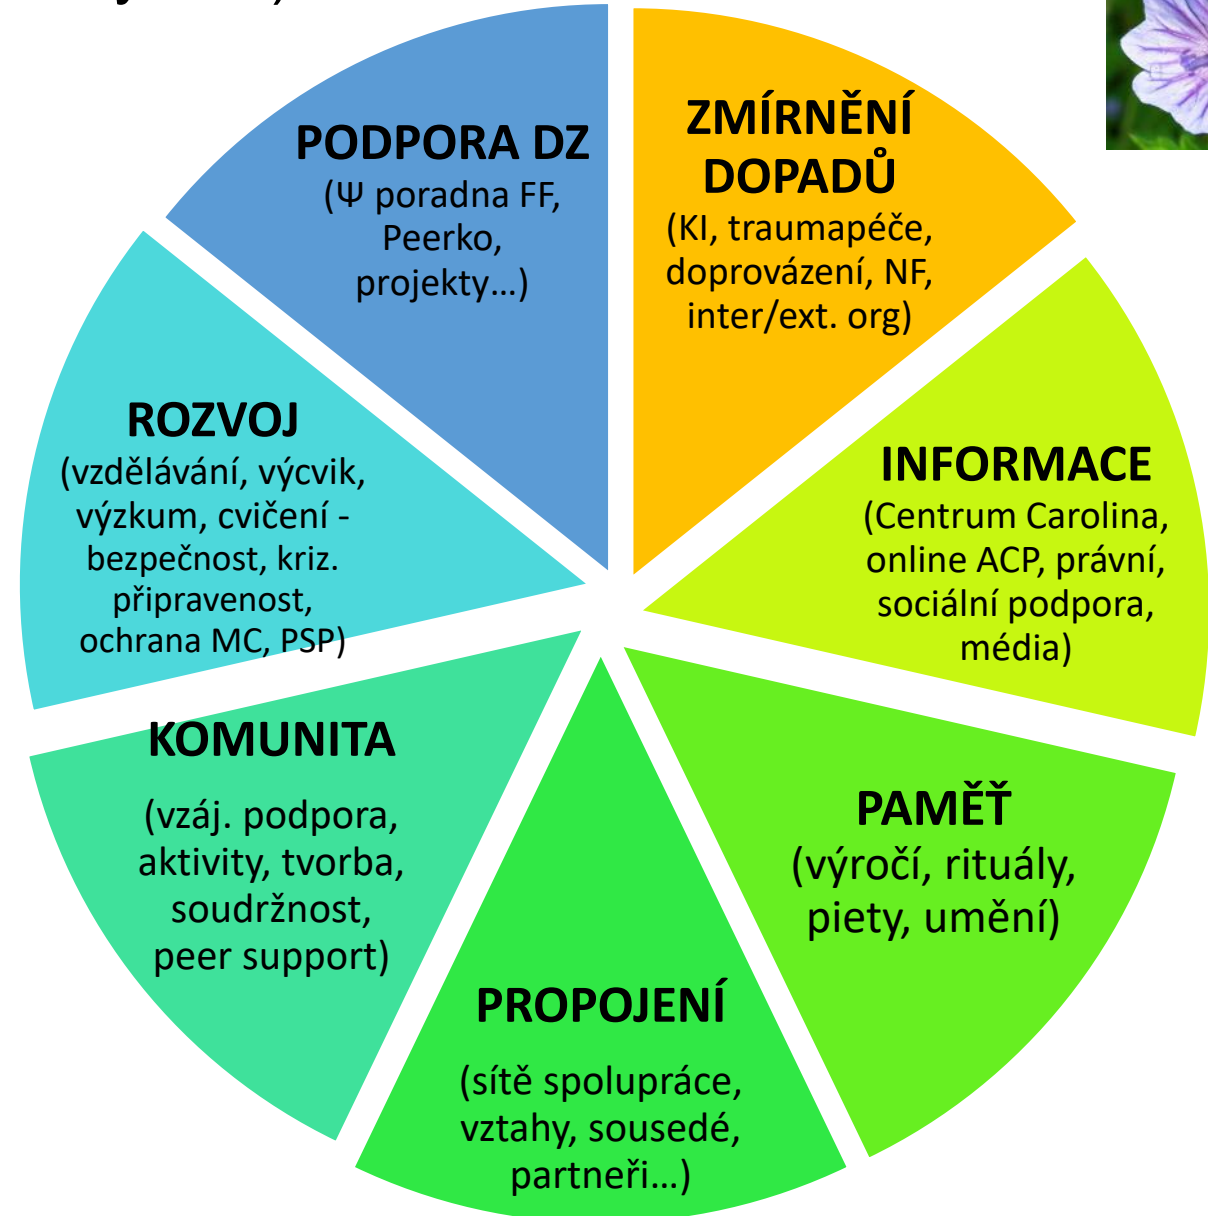 PODPORA DZ
(Ψ poradna FF,
Peerko,
projekty…)
ZMÍRNĚNÍ
DOPADŮ
(KI, traumapéče,
doprovázení, NF,
inter/ext. org)
INFORMACE
(Centrum Carolina,
online ACP, právní,
sociální podpora,
média)
PAMĚŤ
(výročí, rituály,
piety, umění)
PROPOJENÍ
(sítě spolupráce,
vztahy, sousedé,
partneři…)
KOMUNITA
(vzáj. podpora,
aktivity, tvorba,
soudržnost,
peer support)
ROZVOJ
(vzdělávání, výcvik,
výzkum, cvičení -
bezpečnost, kriz.
připravenost,
ochrana MC, PSP)